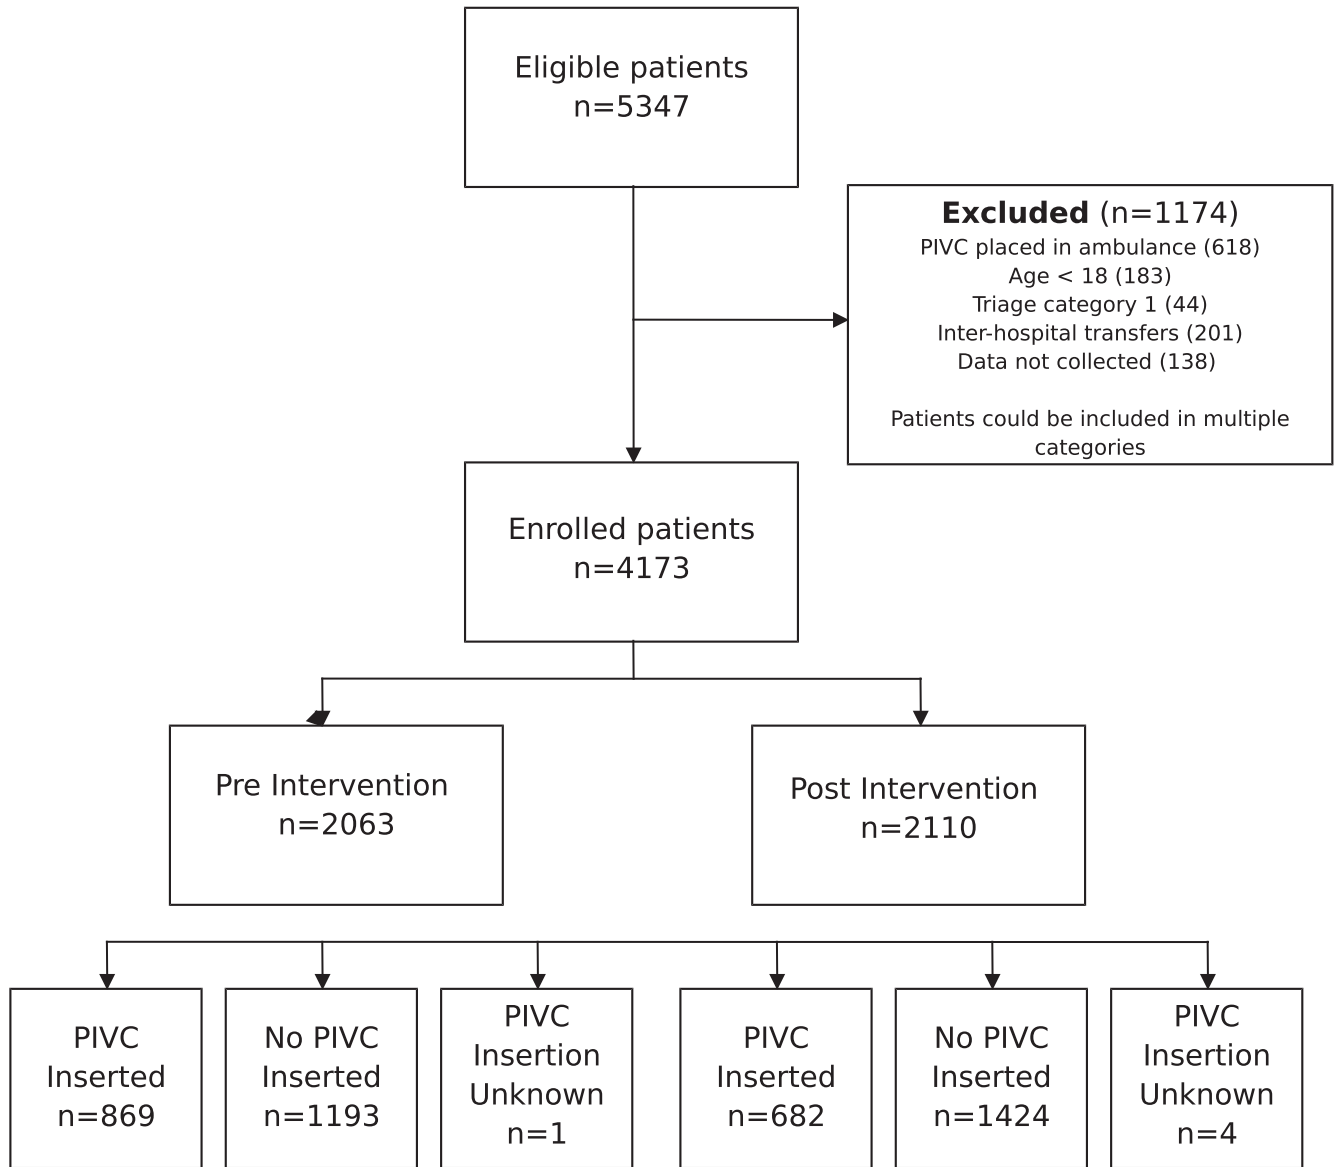 Eligible patients
n=5347
Excluded (n=1174)
PIVC placed in ambulance (618)
Age < 18 (183)
Triage category 1 (44)
Inter-hospital transfers (201)
Data not collected (138)
Patients could be included in multiple
categories
Enrolled patients
n=4173
Pre Intervention
n=2063
Post Intervention
n=2110
PIVC
Inserted
n=869
No PIVC
Inserted
n=1193
PIVC
Insertion
Unknown
n=1
PIVC
Inserted
n=682
No PIVC
Inserted
n=1424
PIVC
Insertion
Unknown
n=4